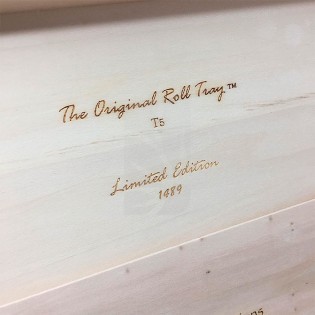 The Original Roll Tray™
T5
Limited Edition
1489